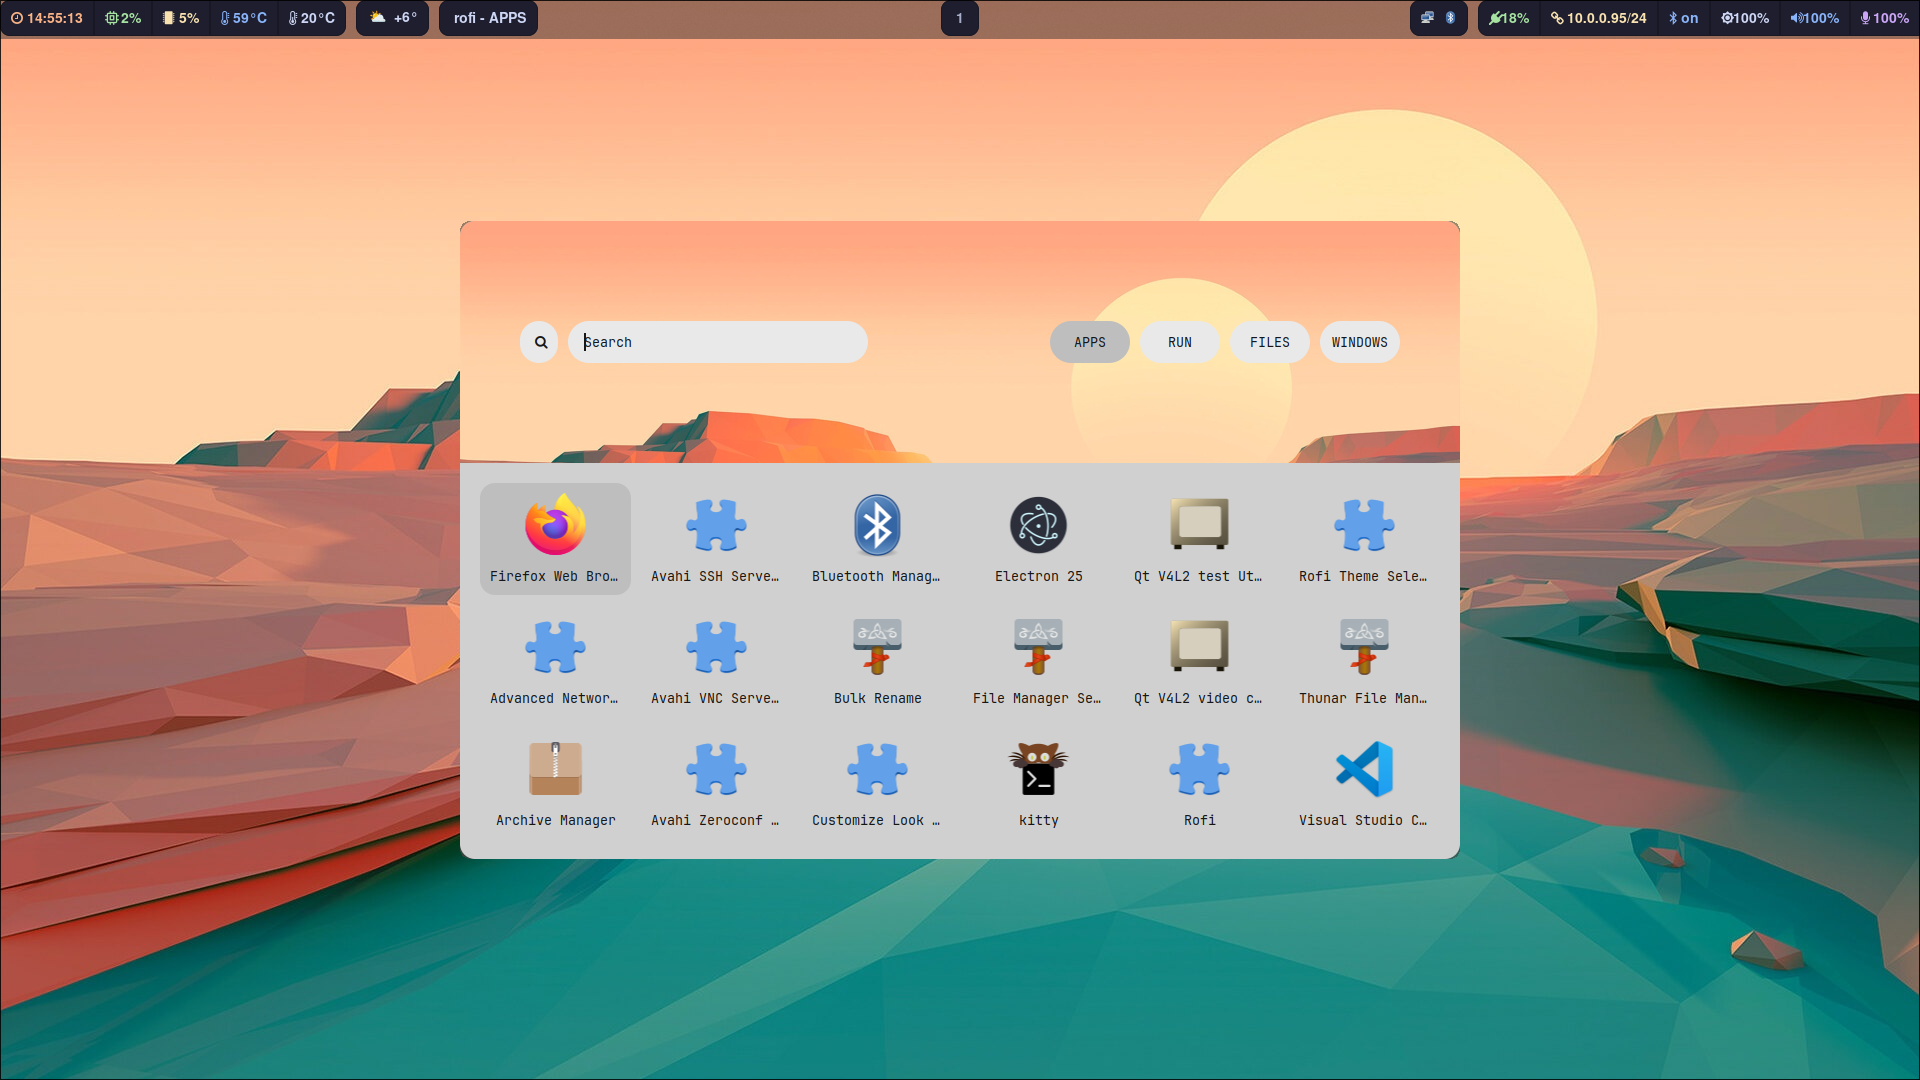 14:55:13 2% 5% 59°C 20°C +6° rofi - APPS 1 18% 10.0.0.95/24 on 100% 100% 100%
Search APPS RUN FILES WINDOWS
Firefox Web Bro… Avahi SSH Serve… Bluetooth Manag… Electron 25 Qt V4L2 test Ut… Rofi Theme Sele…
Advanced Networ… Avahi VNC Serve… Bulk Rename File Manager Se… Qt V4L2 video c… Thunar File Man…
Archive Manager Avahi Zeroconf … Customize Look … kitty Rofi Visual Studio C…